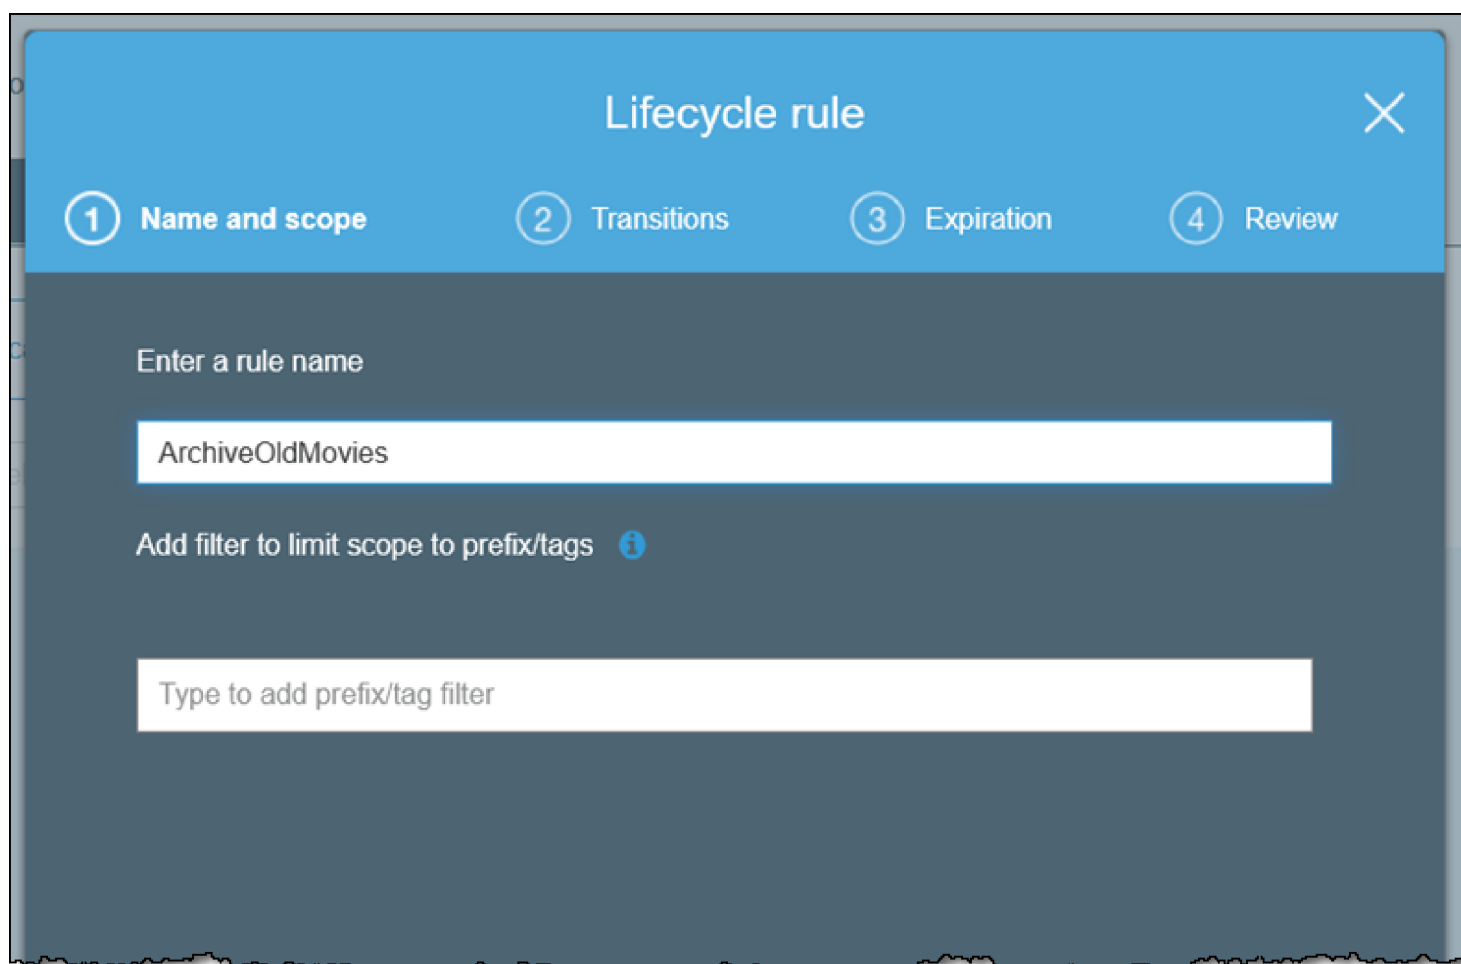 Lifecycle rule
1 Name and scope 2 Transitions 3 Expiration 4 Review
Enter a rule name
ArchiveOldMovies
Add filter to limit scope to prefix/tags
Type to add prefix/tag filter